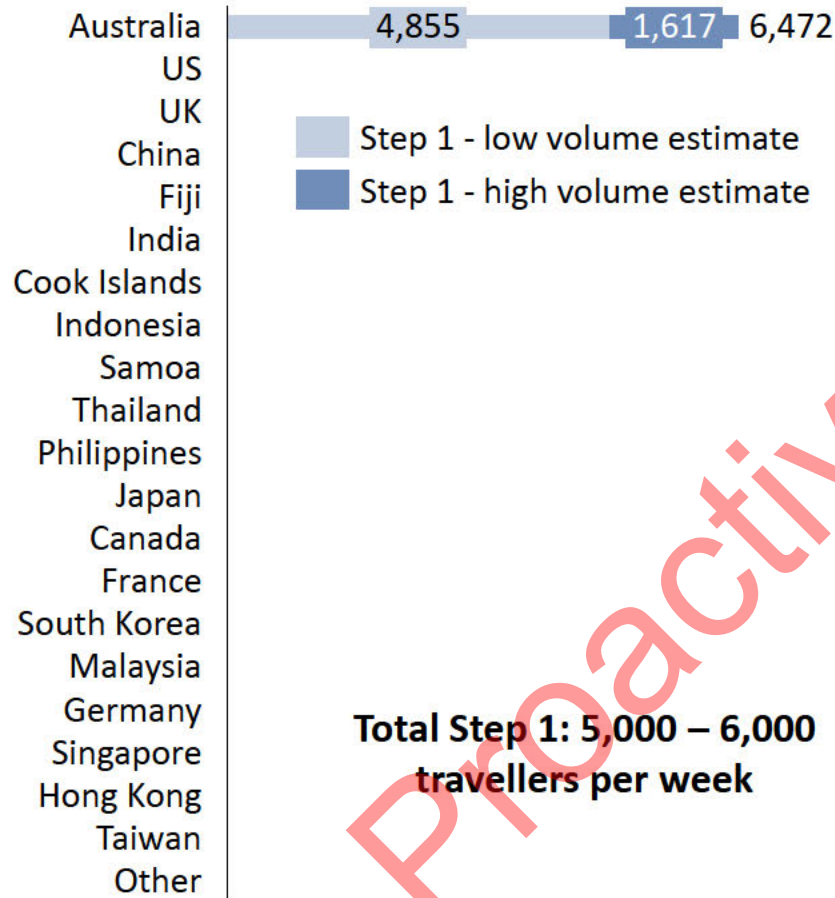 Australia 4,855 1,617 6,472
US
UK
China
Fiji
India
Cook Islands
Indonesia
Samoa
Thailand
Philippines
Japan
Canada
France
South Korea
Malaysia
Germany
Singapore
Hong Kong
Taiwan
Other
Step 1 - low volume estimate
Step 1 - high volume estimate
Total Step 1: 5,000 – 6,000
travellers per week